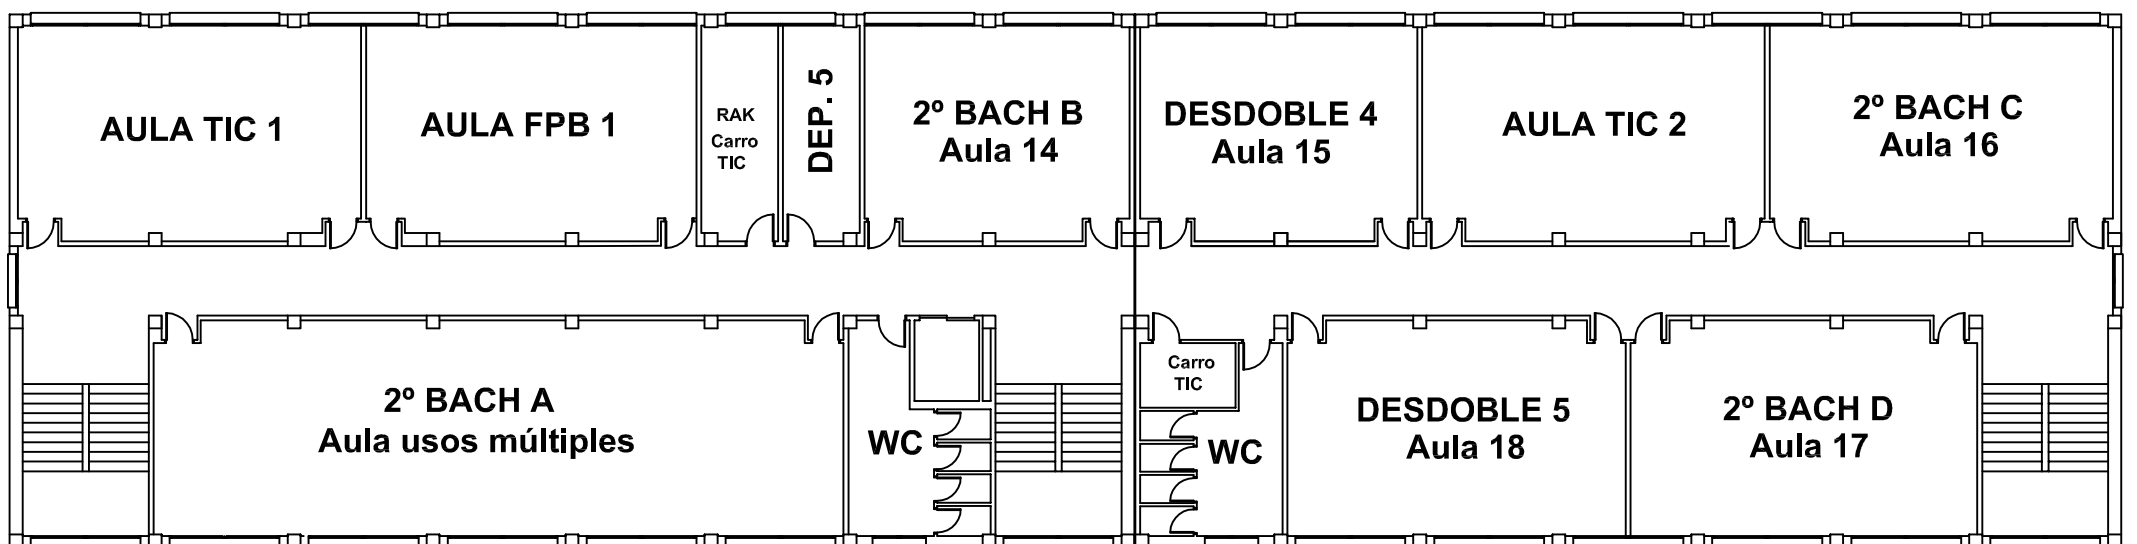 AULA TIC 1
AULA FPB 1
RAK
Carro
TIC
DEP. 5
2º BACH B
Aula 14
DESDOBLE 4
Aula 15
AULA TIC 2
2º BACH C
Aula 16
2º BACH A
Aula usos múltiples
WC
Carro
TIC
WC
DESDOBLE 5
Aula 18
2º BACH D
Aula 17